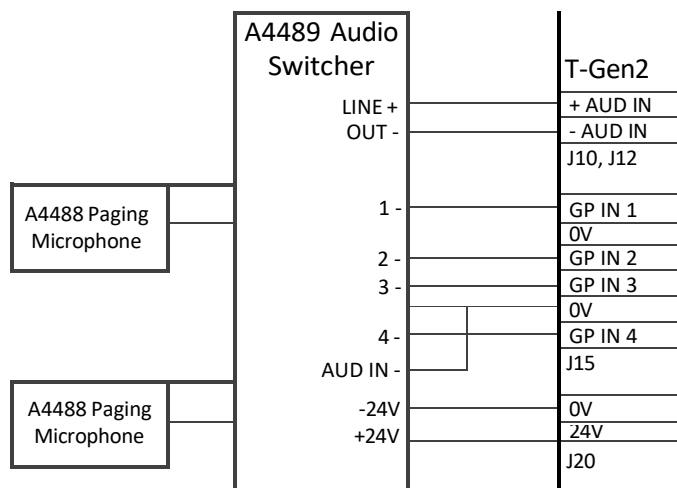 A4489 Audio
Switcher
T-Gen2
LINE +
+ AUD IN
OUT -
- AUD IN
J10, J12
A4488 Paging
Microphone
1 -
GP IN 1
0V
2 -
GP IN 2
3 -
GP IN 3
0V
4 -
GP IN 4
AUD IN -
J15
A4488 Paging
Microphone
-24V
0V
+24V
24V
J20